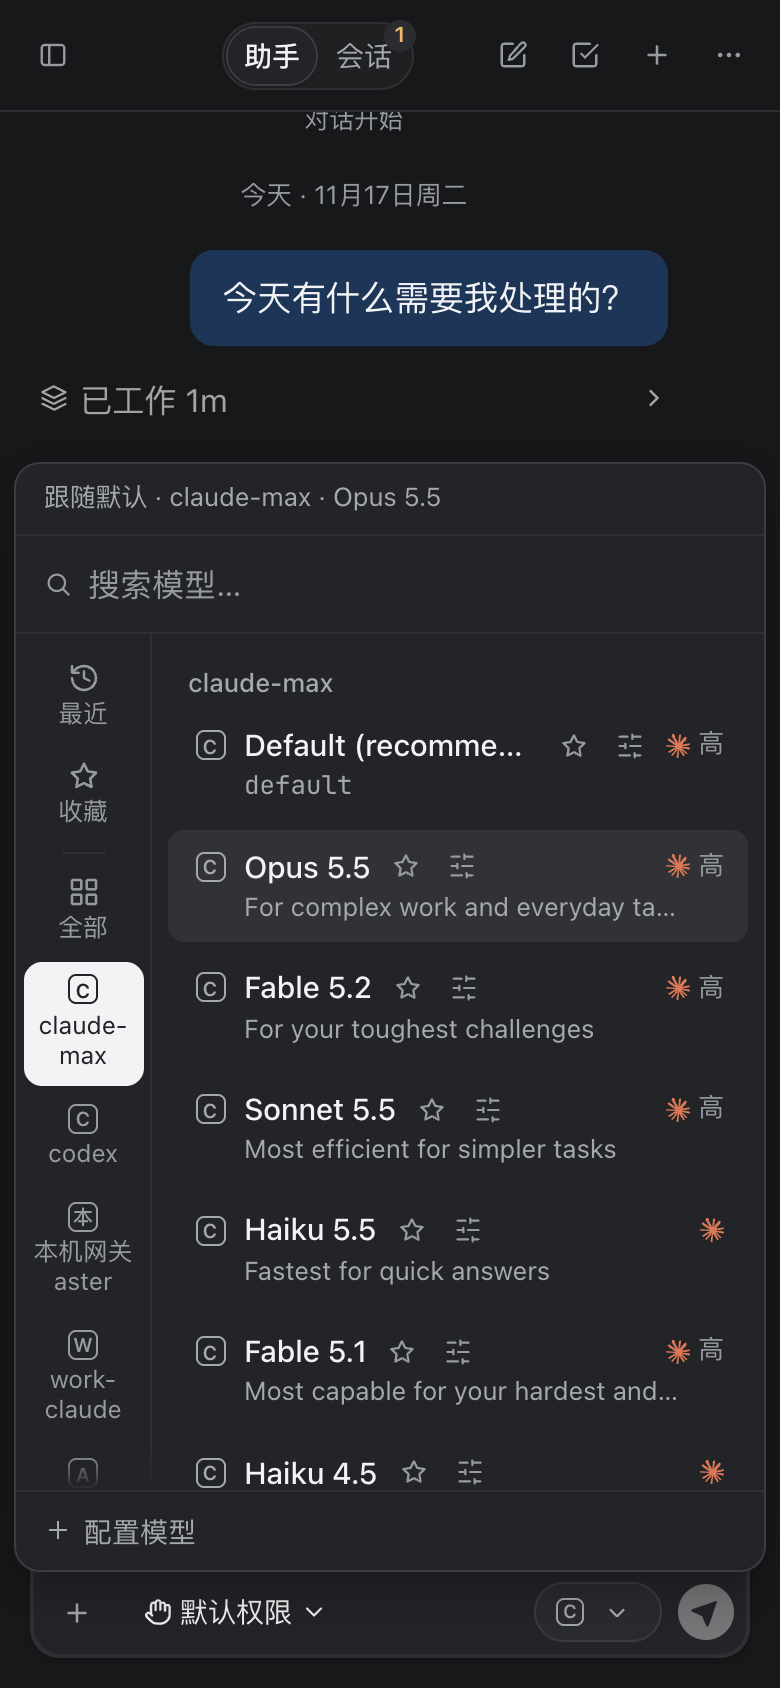 助手
会话
1
对话开始
今天 · 11月17日周二
今天有什么需要我处理的?
已工作 1m
跟随默认 · claude-max · Opus 5.5
搜索模型...
最近
收藏
全部
C
claude-
max
C
codex
本
本机网关
aster
W
work-
claude
A
claude-max
C
Default (recomme...
高
default
C
Opus 5.5
高
For complex work and everyday ta...
C
Fable 5.2
高
For your toughest challenges
C
Sonnet 5.5
高
Most efficient for simpler tasks
C
Haiku 5.5
Fastest for quick answers
C
Fable 5.1
高
Most capable for your hardest and...
C
Haiku 4.5
配置模型
默认权限
C